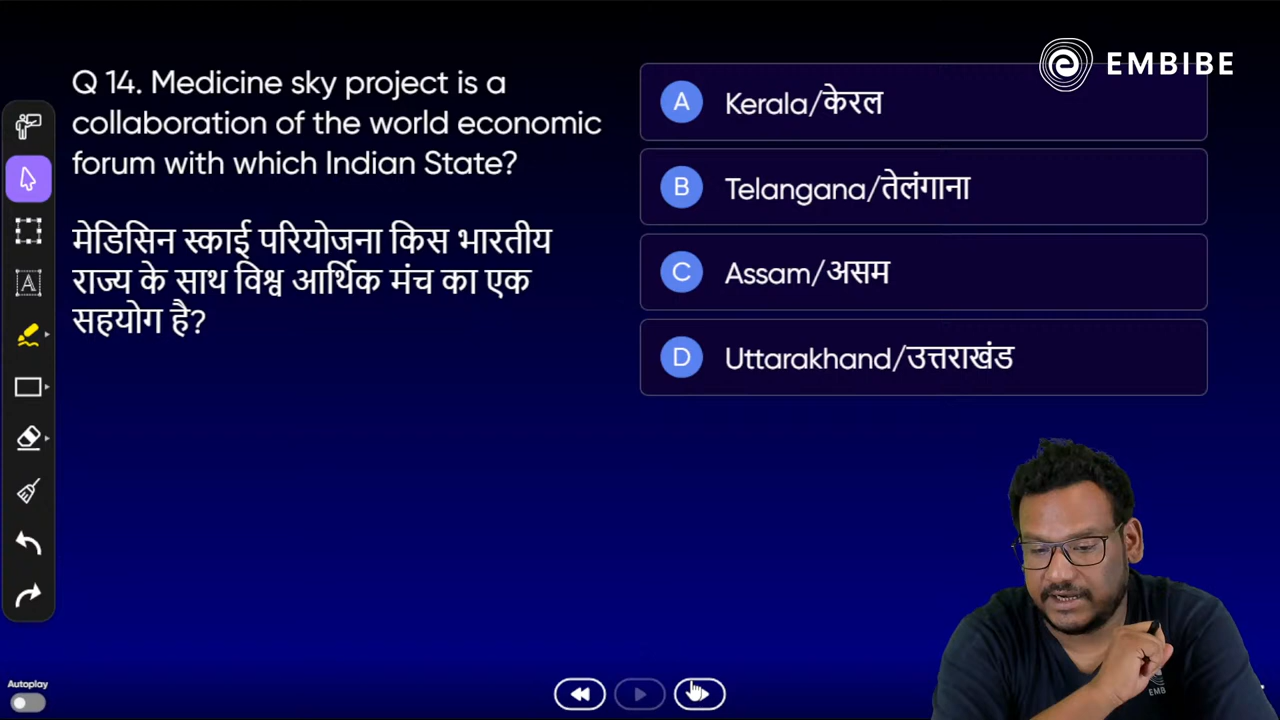 EMBIBE
Q 14. Medicine sky project is a
collaboration of the world economic
forum with which Indian State?
मेडिसिन स्काई परियोजना किस भारतीय
राज्य के साथ विश्व आर्थिक मंच का एक
सहयोग है?
A Kerala/केरल
B Telangana/तेलंगाना
C Assam/असम
D Uttarakhand/उत्तराखंड
A
Autoplay
EMB